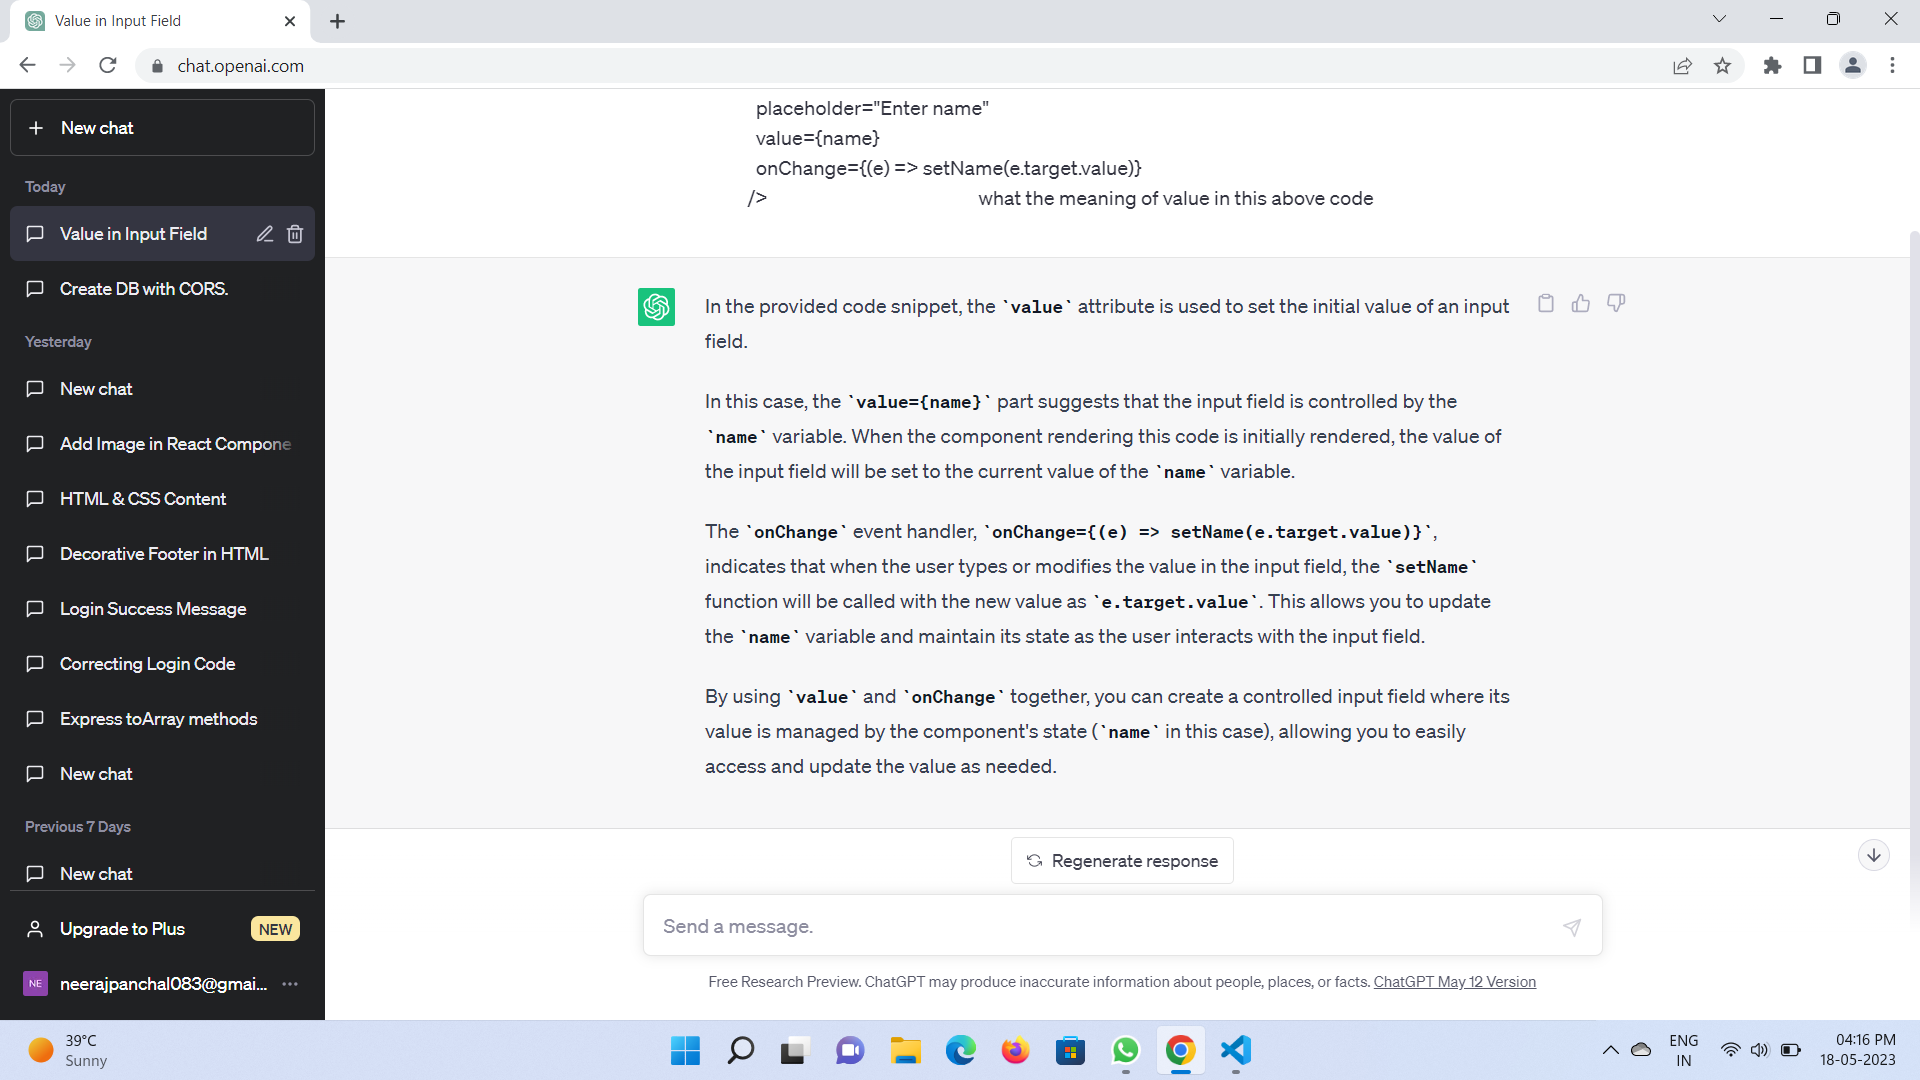 Value in Input Field
chat.openai.com
New chat
Today
Value in Input Field
Create DB with CORS.
Yesterday
New chat
Add Image in React Compone
HTML & CSS Content
Decorative Footer in HTML
Login Success Message
Correcting Login Code
Express toArray methods
New chat
Previous 7 Days
New chat
Upgrade to Plus NEW
NE neerajpanchal083@gmai...
placeholder="Enter name"
value={name}
onChange={(e) => setName(e.target.value)}
/> what the meaning of value in this above code
In the provided code snippet, the `value` attribute is used to set the initial value of an input
field.
In this case, the `value={name}` part suggests that the input field is controlled by the
`name` variable. When the component rendering this code is initially rendered, the value of
the input field will be set to the current value of the `name` variable.
The `onChange` event handler, `onChange={(e) => setName(e.target.value)}`,
indicates that when the user types or modifies the value in the input field, the `setName`
function will be called with the new value as `e.target.value`. This allows you to update
the `name` variable and maintain its state as the user interacts with the input field.
By using `value` and `onChange` together, you can create a controlled input field where its
value is managed by the component's state (`name` in this case), allowing you to easily
access and update the value as needed.
Regenerate response
Send a message.
Free Research Preview. ChatGPT may produce inaccurate information about people, places, or facts. ChatGPT May 12 Version
39°C
Sunny
ENG
IN
04:16 PM
18-05-2023